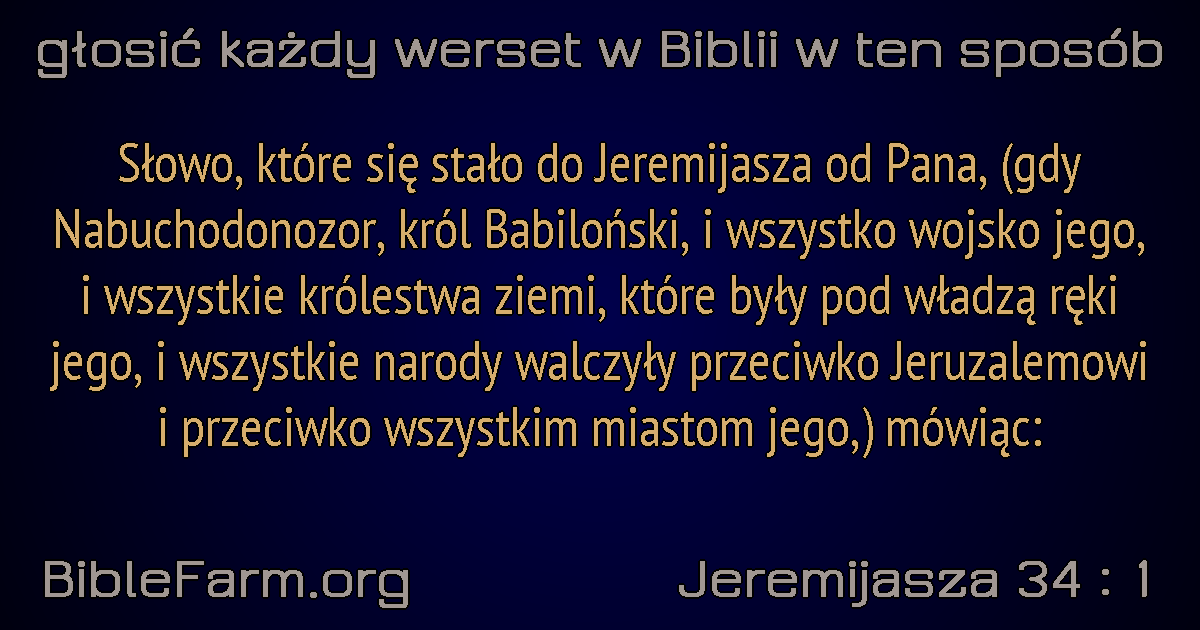 głosić każdy werset w Biblii w ten sposób
Słowo, które się stało do Jeremijasza od Pana, (gdy
Nabuchodonozor, król Babiloński, i wszystko wojsko jego,
i wszystkie królestwa ziemi, które były pod władzą ręki
jego, i wszystkie narody walczyły przeciwko Jeruzalemowi
i przeciwko wszystkim miastom jego,) mówiąc:
BibleFarm.org
Jeremijasza 34 : 1